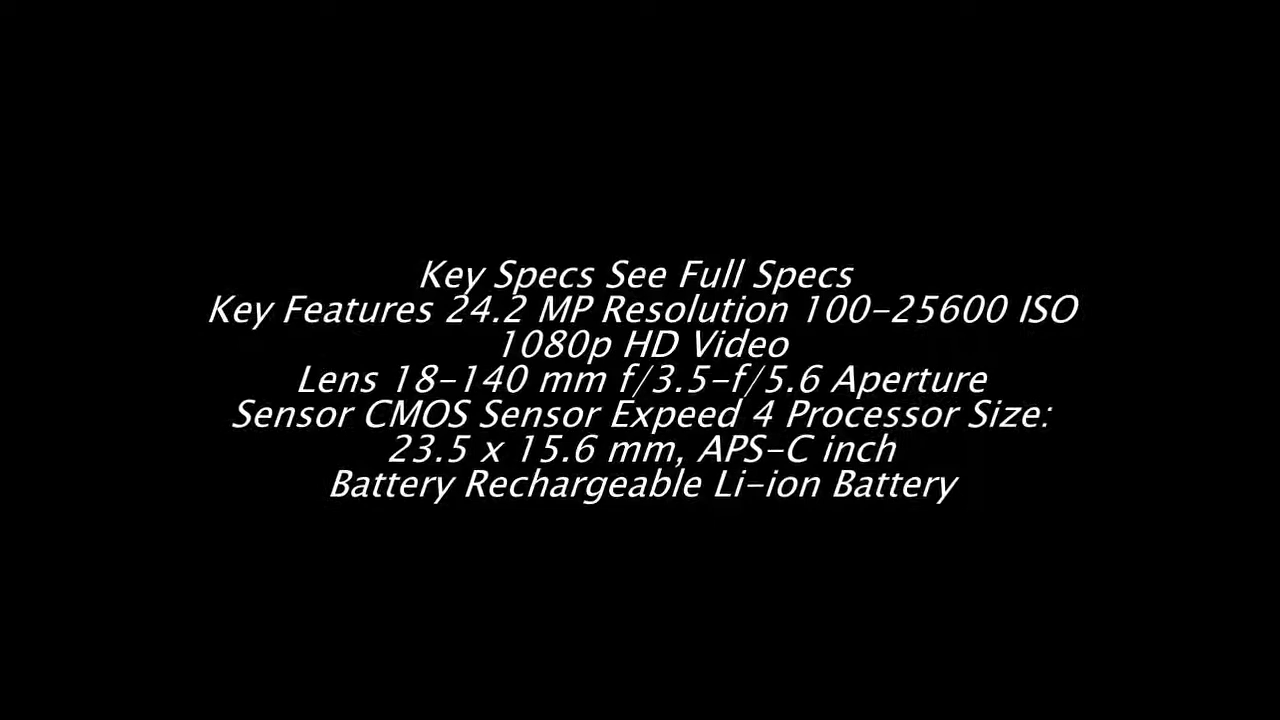 Key Specs See Full Specs
Key Features 24.2 MP Resolution 100-25600 ISO
1080p HD Video
Lens 18-140 mm f/3.5-f/5.6 Aperture
Sensor CMOS Sensor Expeed 4 Processor Size:
23.5 x 15.6 mm, APS-C inch
Battery Rechargeable Li-ion Battery